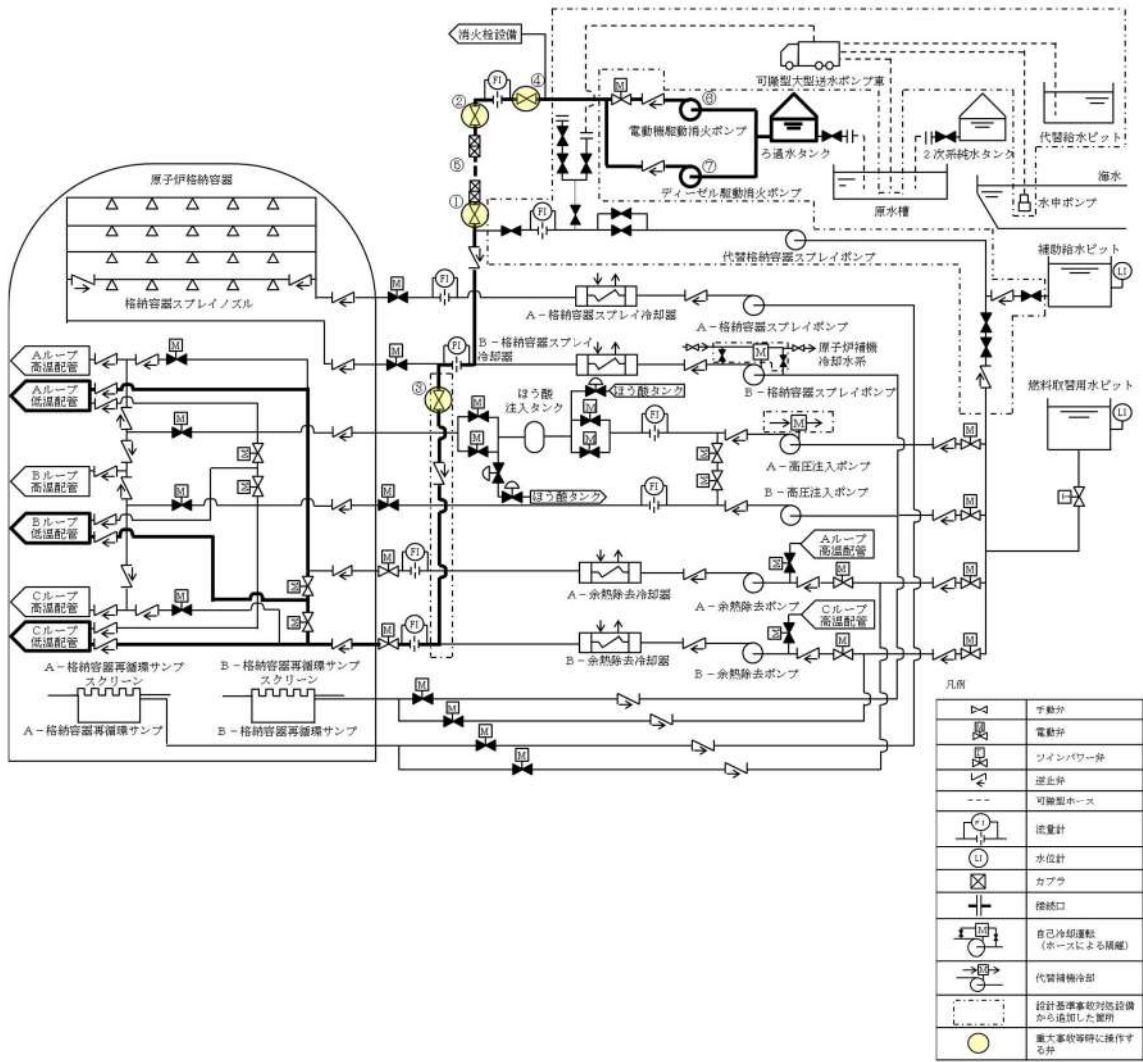 消火栓設備
FI
④
②
M
⑥
電動機駆動消火ポンプ
可搬型大型送水ポンプ車
代替給水ピット
⑤
⑦
ディーゼル駆動消火ポンプ
ろ過水タンク
2次系純水タンク
原水槽
海水
水中ポンプ
①
FI
代替格納容器スプレイポンプ
補助給水ピット
LI
原子炉格納容器
格納容器スプレイノズル
M
FI
A-格納容器スプレイ冷却器
A-格納容器スプレイポンプ
M
FI
B-格納容器スプレイ
冷却器
M
原子炉補機
冷却水系
B-格納容器スプレイポンプ
燃料取替用水ピット
LI
③
Aループ
高温配管
M
Aループ
低温配管
M
ほう酸
注入タンク
ほう酸タンク
M
M
M
M
FI
M
M
A-高圧注入ポンプ
M
M
M
M
M
Bループ
高温配管
M
M
ほう酸タンク
FI
B-高圧注入ポンプ
M
Bループ
低温配管
Aループ
高温配管
M
FI
M
M
M
A-余熱除去冷却器
A-余熱除去ポンプ
Cループ
高温配管
M
M
Cループ
高温配管
Cループ
低温配管
M
M
FI
M
M
M
B-余熱除去冷却器
B-余熱除去ポンプ
A-格納容器再循環サンプ
スクリーン
B-格納容器再循環サンプ
スクリーン
A-格納容器再循環サンプ
B-格納容器再循環サンプ
M
M
M
M
凡例
手動弁
M
電動弁
ツインパワー弁
逆止弁
可搬型ホース
FI
流量計
LI
水位計
カプラ
接続口
M
自己冷却運転
(ホースによる隔離)
M
代替補機冷却
設計基準事故対処設備
から追加した箇所
重大事故等時に操作す
る弁